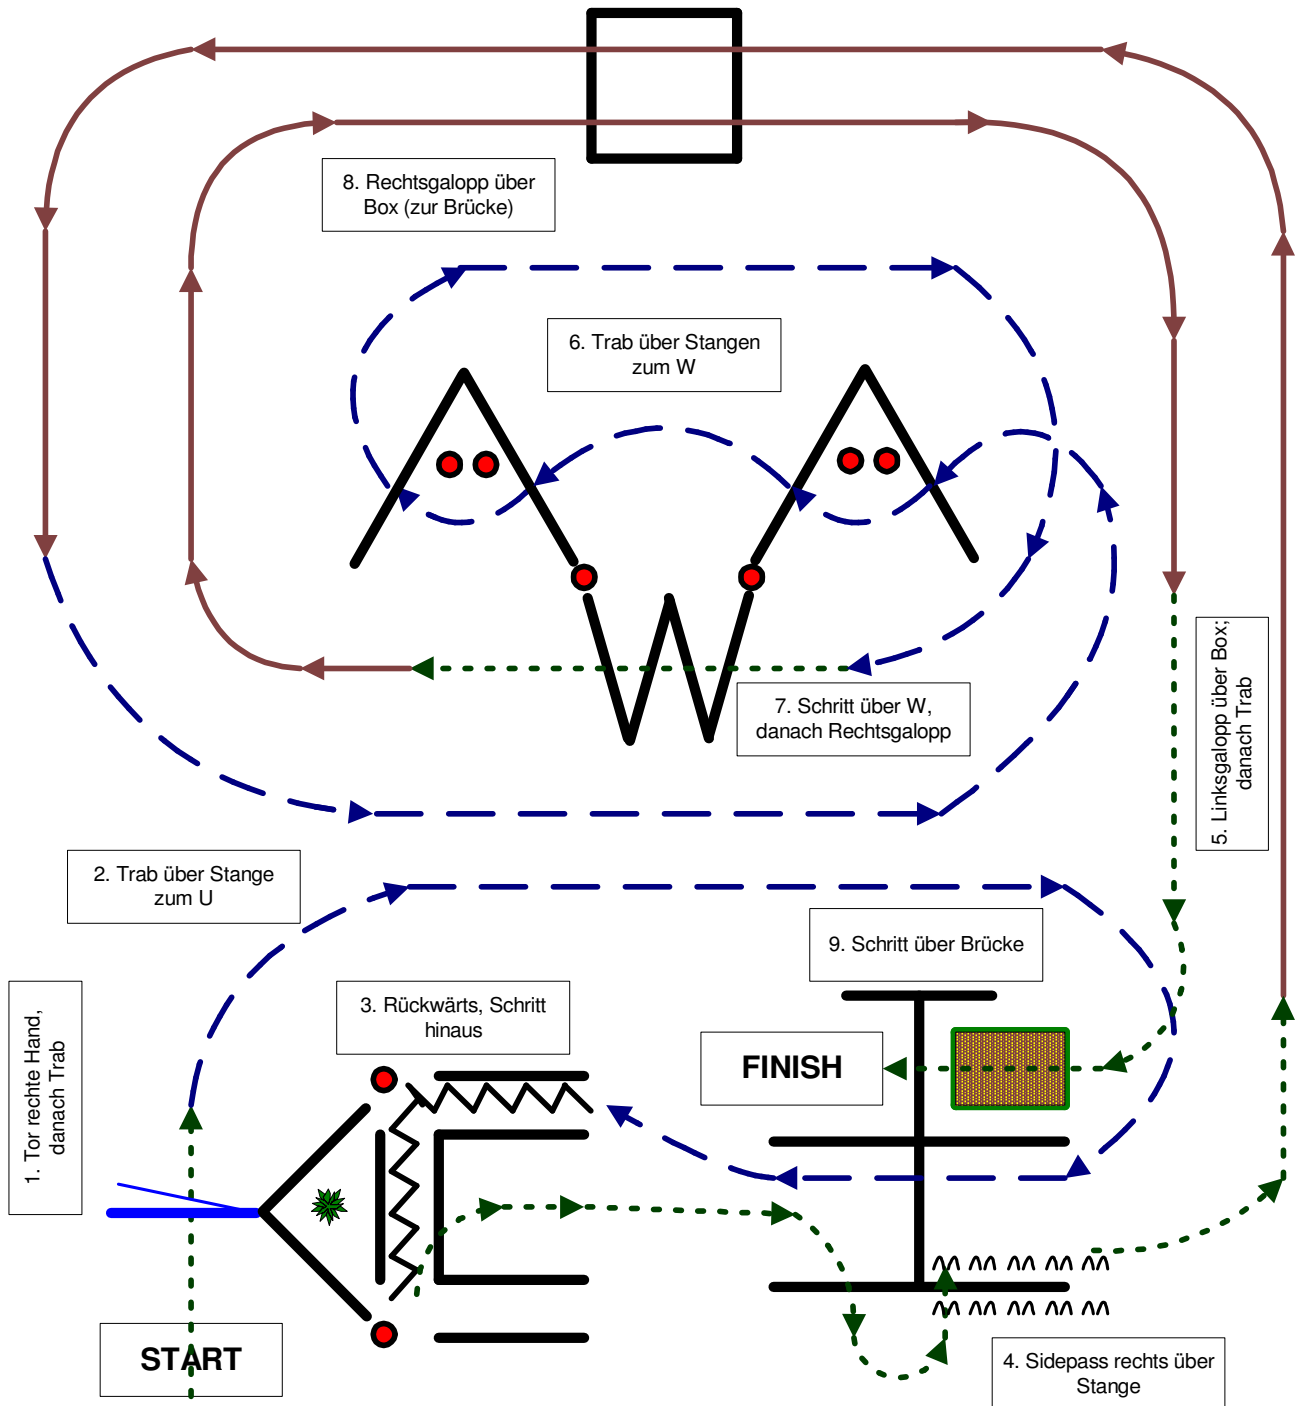 8. Rechtsgalopp über
Box (zur Brücke)
6. Trab über Stangen
zum W
7. Schritt über W,
danach Rechtsgalopp
5. Linksgalopp über Box;
danach Trab
2. Trab über Stange
zum U
9. Schritt über Brücke
1. Tor rechte Hand,
danach Trab
3. Rückwärts, Schritt
hinaus
FINISH
START
4. Sidepass rechts über
Stange